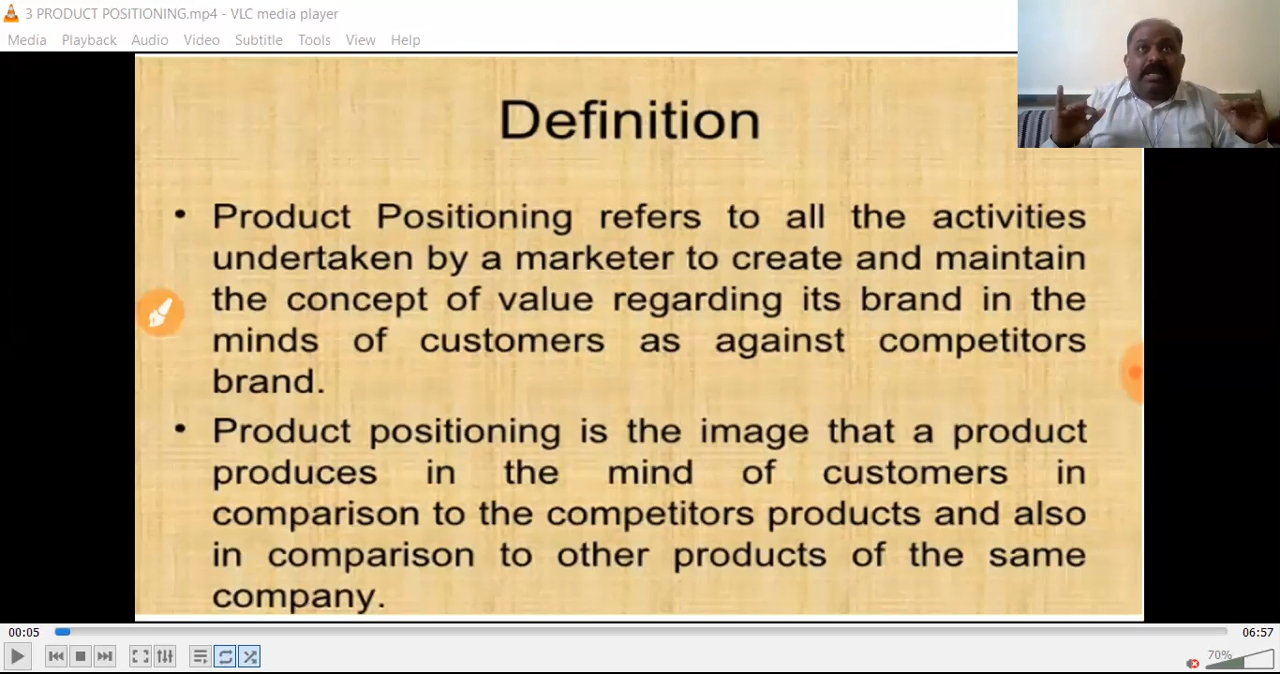 3 PRODUCT POSITIONING.mp4 - VLC media player
Media Playback Audio Video Subtitle Tools View Help
Definition
• Product Positioning refers to all the activities
undertaken by a marketer to create and maintain
the concept of value regarding its brand in the
minds of customers as against competitors
brand.
• Product positioning is the image that a product
produces in the mind of customers in
comparison to the competitors products and also
in comparison to other products of the same
company.
00:05 06:57
70%